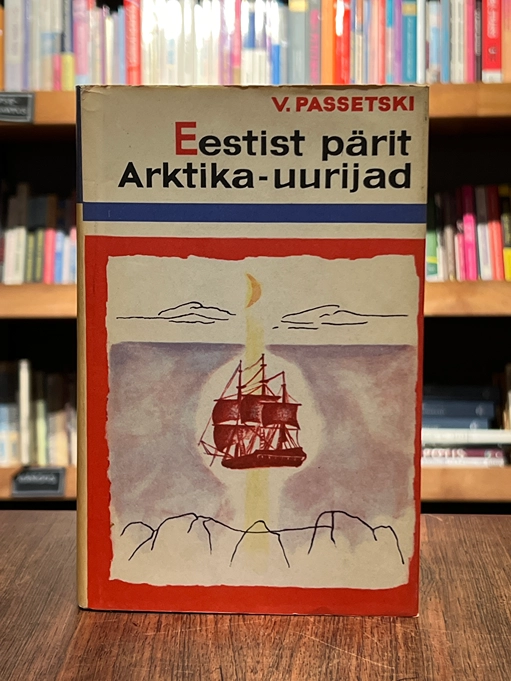 V. PASSETSKI
Eestist pärit
Arktika-uurijad